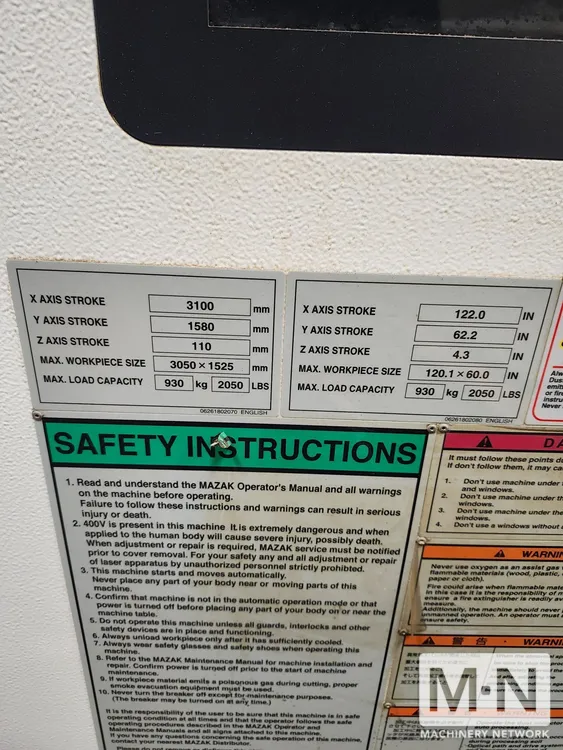 X AXIS STROKE 3100 mm
Y AXIS STROKE 1580 mm
Z AXIS STROKE 110 mm
MAX. WORKPIECE SIZE 3050 × 1525 mm
MAX. LOAD CAPACITY 930 kg 2050 LBS
06261802070 ENGLISH
X AXIS STROKE 122.0 IN
Y AXIS STROKE 62.2 IN
Z AXIS STROKE 4.3 IN
MAX. WORKPIECE SIZE 120.1 × 60.0 IN
MAX. LOAD CAPACITY 930 kg 2050 LBS
06261802080 ENGLISH
SAFETY INSTRUCTIONS
1. Read and understand the MAZAK Operator's Manual and all warnings
on the machine before operating.
Failure to follow these instructions and warnings can result in serious
injury or death.
2. 400V is present in this machine It is extremely dangerous and when
applied to the human body will cause severe injury, possibly death.
When adjustment or repair is required, MAZAK service must be notified
prior to cover removal. For your safety any and all adjustment or repair
of laser apparatus by unauthorized personnel strictly prohibited.
3. This machine starts and moves automatically.
Never place any part of your body near or moving parts of this
machine.
4. Confirm that machine is not in the automatic operation mode or that
power is turned off before placing any part of your body on or near the
machine table.
5. Do not operate this machine unless all guards, interlocks and other
safety devices are in place and functioning.
6. Always unload workpiece only after it has sufficiently cooled.
7. Always wear safety glasses and safety shoes when operating this
machine.
8. Refer to the MAZAK Maintenance Manual for machine installation and
repair. Confirm power is turned off prior to the start of machine
maintenance.
9. If workpiece material emits a poisonous gas during cutting, proper
smoke evacuation equipment must be used.
10. Never turn the breaker off except for maintenance purposes.
(The breaker may be turned on at any time.)
It is the responsibility of the user to be sure that this machine is in safe
operating condition at all times and that the operator follows the safe
operating procedures described in the MAZAK Operator and
Maintenance Manuals and all signs attached to this machine.
If you have any questions concerning the safe operation of this machine,
contact your nearest MAZAK Distributor.
DA
It must follow these points
If don't follow them, it may ca
1. Don't use machine under
and windows.
2. Don't use machine under th
windows.
3. Don't use machine under th
windows.
4. Don't use a windows without
WARNIN
Never use oxygen as an assist gas
flammable materials (wood, plastic,
paper or cloth).
Fire could arise when flammable mate
in this case it is the responsibility of
to ensure a fire extinguisher is readily av
measure.
Additionally, the machine should never
unmanned operation. An operator must
ensure safety.
警告 WARNIN
M·N
MACHINERY NETWORK